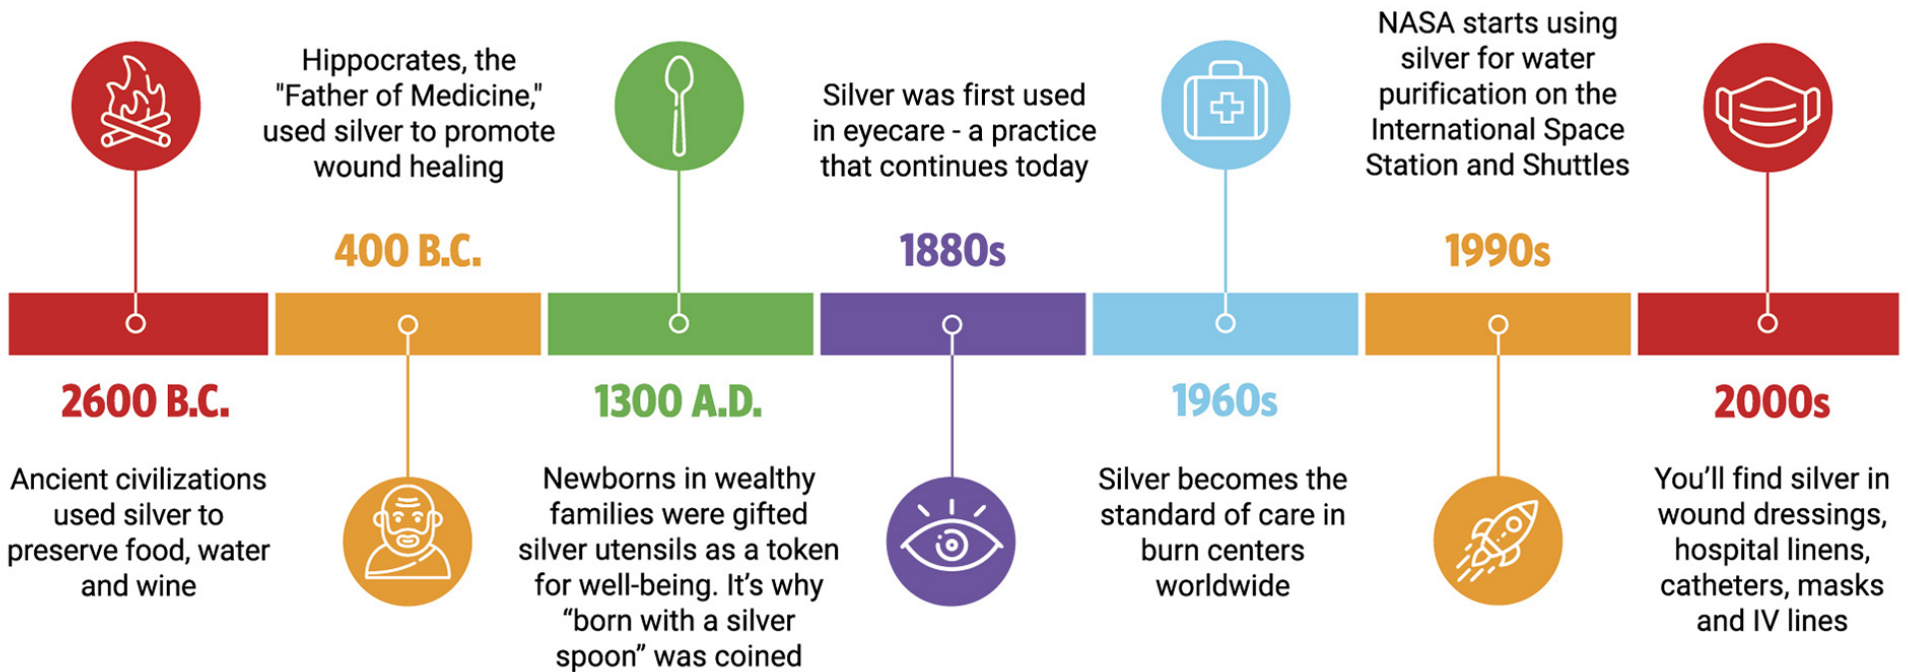 2600 B.C.
Ancient civilizations
used silver to
preserve food, water
and wine
Hippocrates, the
"Father of Medicine,"
used silver to promote
wound healing
400 B.C.
1300 A.D.
Newborns in wealthy
families were gifted
silver utensils as a token
for well-being. It’s why
“born with a silver
spoon” was coined
Silver was first used
in eyecare - a practice
that continues today
1880s
1960s
Silver becomes the
standard of care in
burn centers
worldwide
NASA starts using
silver for water
purification on the
International Space
Station and Shuttles
1990s
2000s
You’ll find silver in
wound dressings,
hospital linens,
catheters, masks
and IV lines